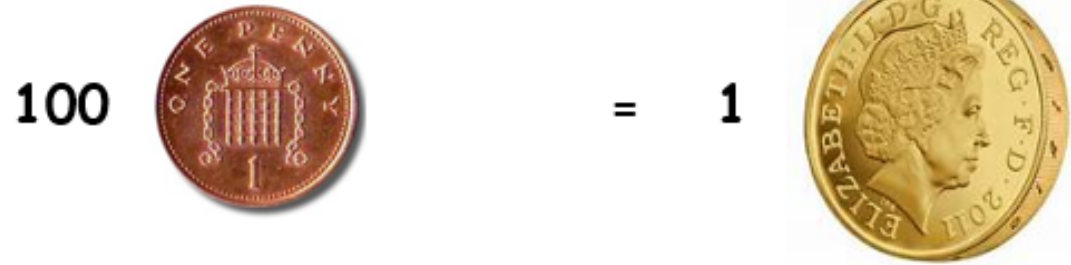 100
ONE PENNY
1
=
1
ELIZABETH·II·D·G
REG·F·D·2011